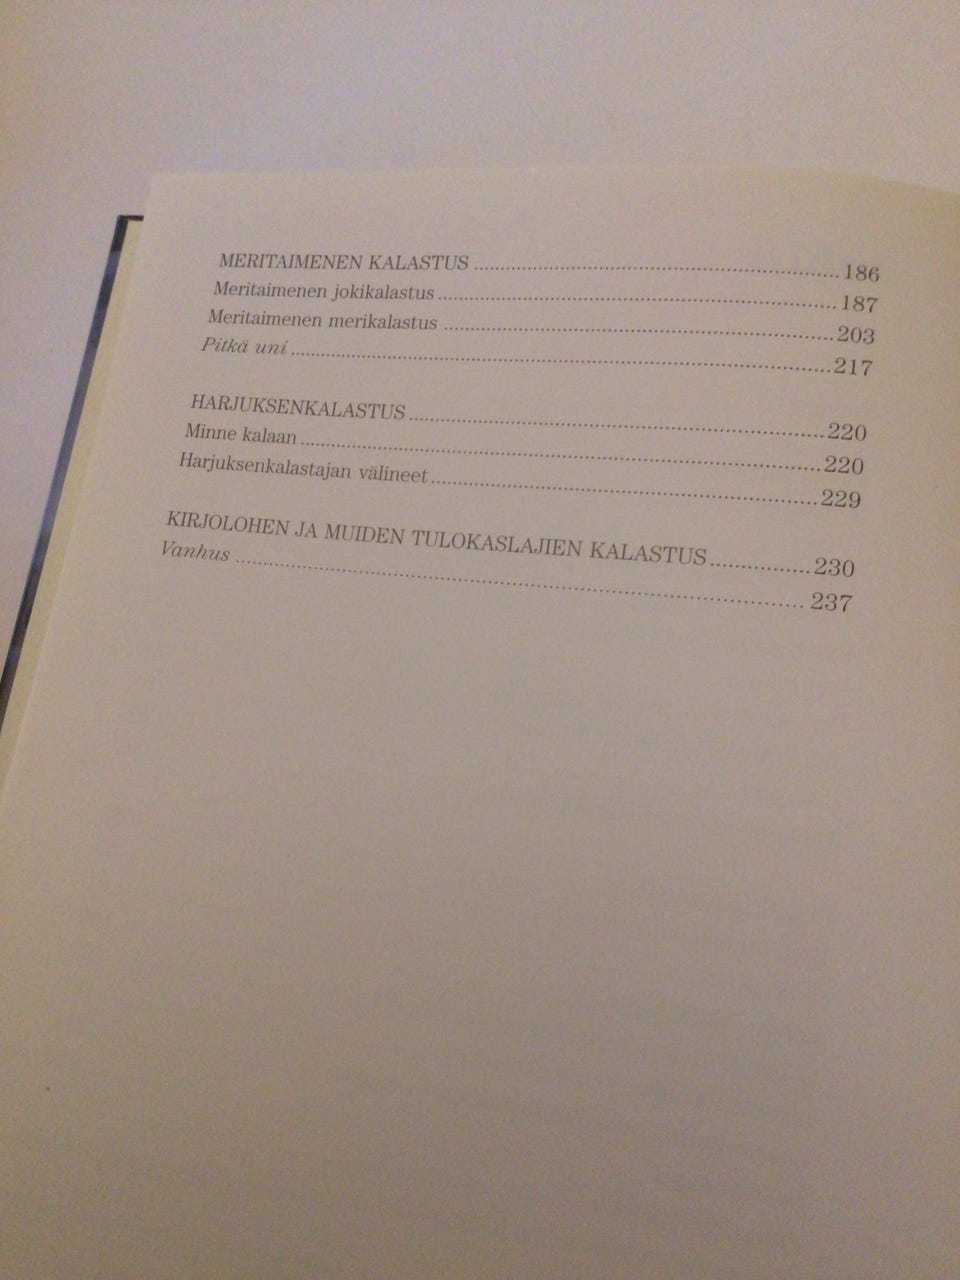 MERITAIMENEN KALASTUS ........ 186
Meritaimenen jokikalastus ........ 187
Meritaimenen merikalastus ........ 203
Pitkä uni ........ 217
HARJUKSENKALASTUS ........ 220
Minne kalaan ........ 220
Harjuksenkalastajan välineet ........ 229
KIRJOLOHEN JA MUIDEN TULOKASLAJIEN KALASTUS ........ 230
Vanhus ........ 237